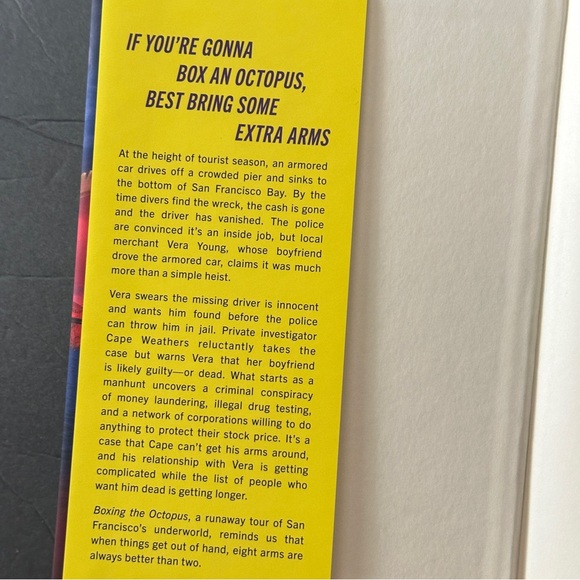 IF YOU'RE GONNA
BOX AN OCTOPUS,
BEST BRING SOME
EXTRA ARMS
At the height of tourist season, an armored
car drives off a crowded pier and sinks to
the bottom of San Francisco Bay. By the
time divers find the wreck, the cash is gone
and the driver has vanished. The police
are convinced it's an inside job, but local
merchant Vera Young, whose boyfriend
drove the armored car, claims it was much
more than a simple heist.
Vera swears the missing driver is innocent
and wants him found before the police
can throw him in jail. Private investigator
Cape Weathers reluctantly takes the
case but warns Vera that her boyfriend
is likely guilty—or dead. What starts as a
manhunt uncovers a criminal conspiracy
of money laundering, illegal drug testing,
and a network of corporations willing to do
anything to protect their stock price. It's a
case that Cape can't get his arms around,
and his relationship with Vera is getting
complicated while the list of people who
want him dead is getting longer.
Boxing the Octopus, a runaway tour of San
Francisco's underworld, reminds us that
when things get out of hand, eight arms are
always better than two.